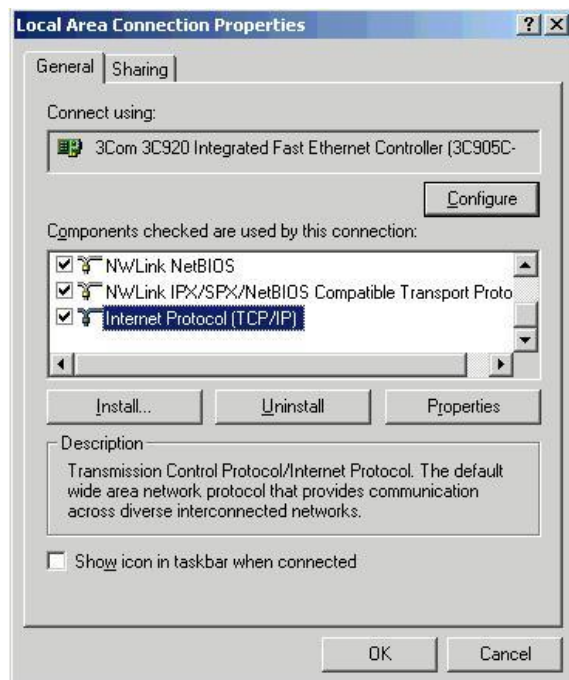 Local Area Connection Properties
General
Sharing
Connect using:
3Com 3C920 Integrated Fast Ethernet Controller (3C905C-
Configure
Components checked are used by this connection:
NWLink NetBIOS
NWLink IPX/SPX/NetBIOS Compatible Transport Proto
Internet Protocol (TCP/IP)
Install...
Uninstall
Properties
Description
Transmission Control Protocol/Internet Protocol. The default
wide area network protocol that provides communication
across diverse interconnected networks.
Show icon in taskbar when connected
OK
Cancel